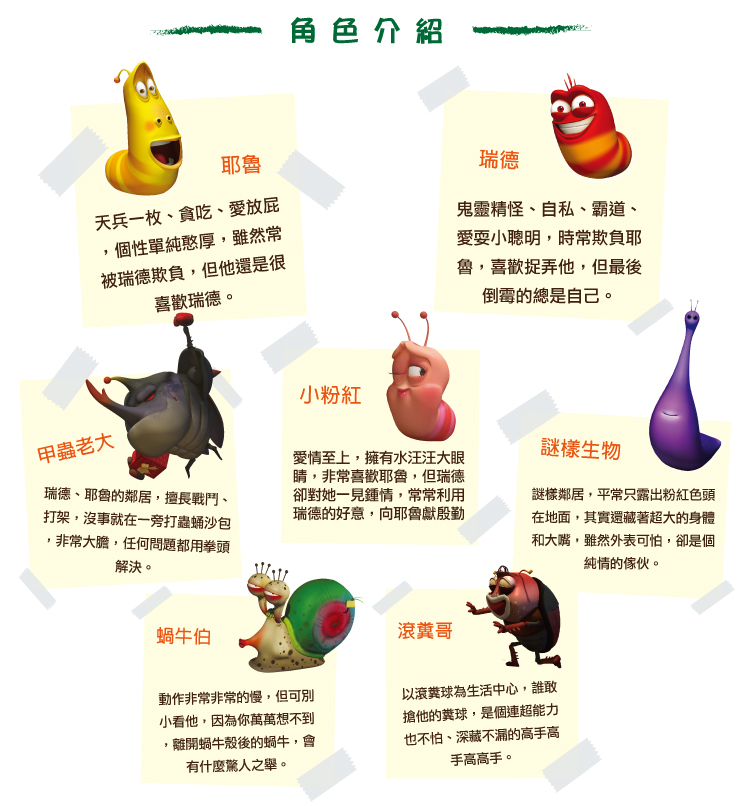 角色介紹
耶魯
天兵一枚、貪吃、愛放屁
，個性單純憨厚，雖然常
被瑞德欺負，但他還是很
喜歡瑞德。
瑞德
鬼靈精怪、自私、霸道、
愛耍小聰明，時常欺負耶
魯，喜歡捉弄他，但最後
倒霉的總是自己。
甲蟲老大
瑞德、耶魯的鄰居，擅長戰鬥、
打架，沒事就在一旁打蟲蛹沙包
，非常大膽，任何問題都用拳頭
解決。
小粉紅
愛情至上，擁有水汪汪大眼
睛，非常喜歡耶魯，但瑞德
卻對她一見鍾情，常常利用
瑞德的好意，向耶魯獻殷勤
謎樣生物
謎樣鄰居，平常只露出粉紅色頭
在地面，其實還藏著超大的身體
和大嘴，雖然外表可怕，卻是個
純情的傢伙。
蝸牛伯
動作非常非常的慢，但可別
小看他，因為你萬萬想不到
，離開蝸牛殼後的蝸牛，會
有什麼驚人之舉。
滾糞哥
以滾糞球為生活中心，誰敢
搶他的糞球，是個連超能力
也不怕、深藏不漏的高手高
手高高手。